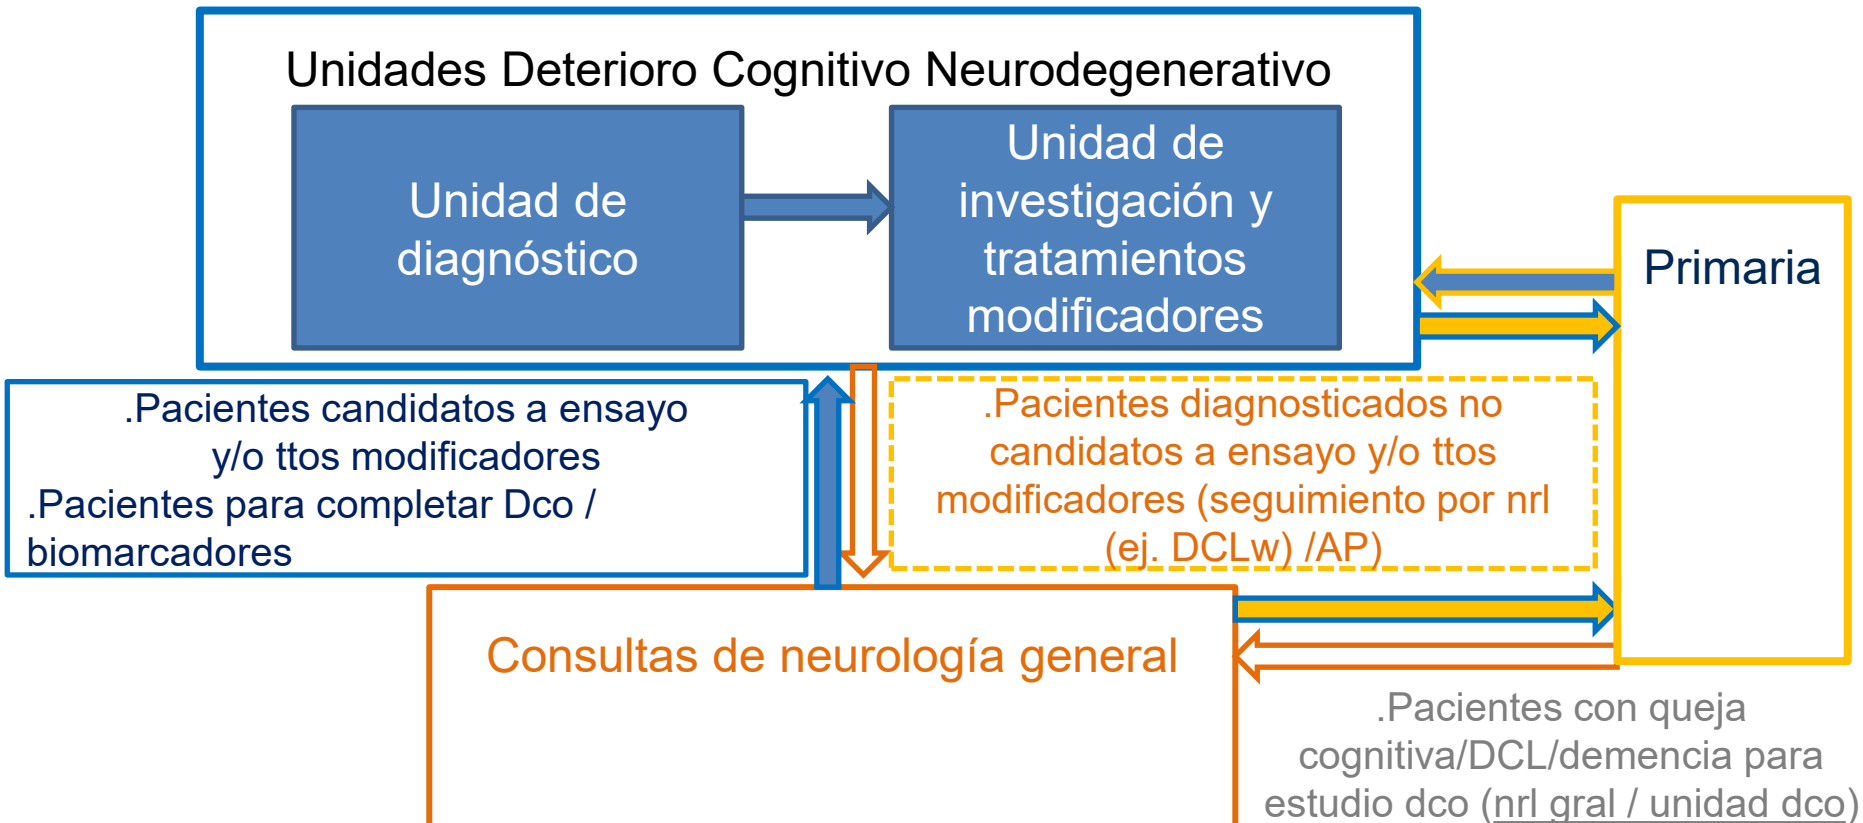 Unidades Deterioro Cognitivo Neurodegenerativo
Unidad de
diagnóstico
Unidad de
investigación y
tratamientos
modificadores
Primaria
.Pacientes candidatos a ensayo
y/o ttos modificadores
.Pacientes para completar Dco /
biomarcadores
.Pacientes diagnosticados no
candidatos a ensayo y/o ttos
modificadores (seguimiento por nrl
(ej. DCLw) /AP)
Consultas de neurología general
.Pacientes con queja
cognitiva/DCL/demencia para
estudio dco (nrl gral / unidad dco)